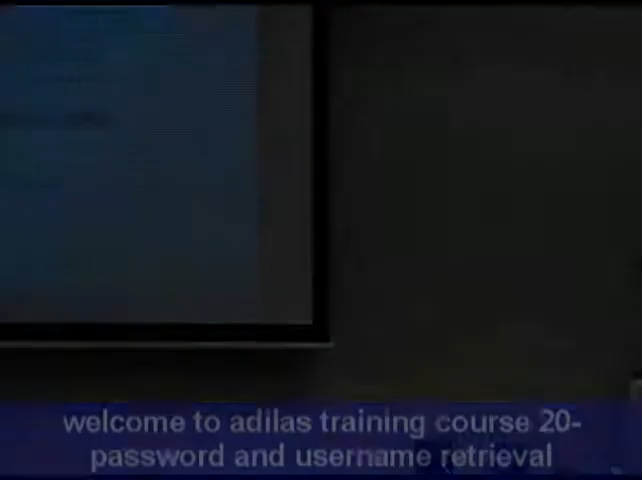 welcome to adilas training course 20-
password and username retrieval